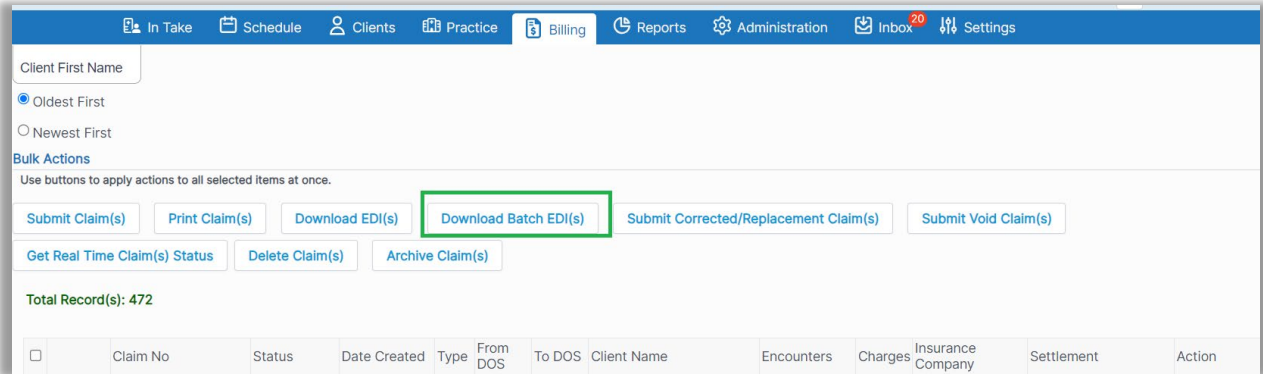 In Take Schedule Clients Practice Billing Reports Administration Inbox 20 Settings
Client First Name
Oldest First
Newest First
Bulk Actions
Use buttons to apply actions to all selected items at once.
Submit Claim(s) Print Claim(s) Download EDI(s) Download Batch EDI(s) Submit Corrected/Replacement Claim(s) Submit Void Claim(s)
Get Real Time Claim(s) Status Delete Claim(s) Archive Claim(s)
Total Record(s): 472
Claim No Status Date Created Type From DOS To DOS Client Name Encounters Charges Insurance Company Settlement Action